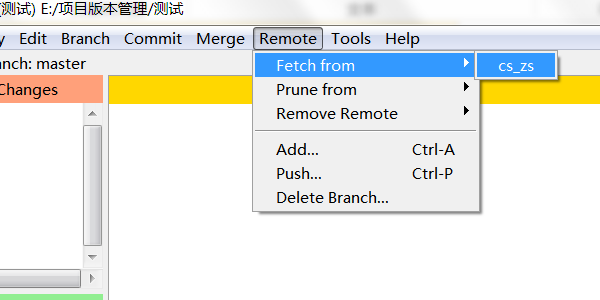 (测试) E:/项目版本管理/测试
Edit Branch Commit Merge Remote Tools Help
nch: master
Fetch from cs_zs
Changes
Prune from
Remove Remote
Add... Ctrl-A
Push... Ctrl-P
Delete Branch...